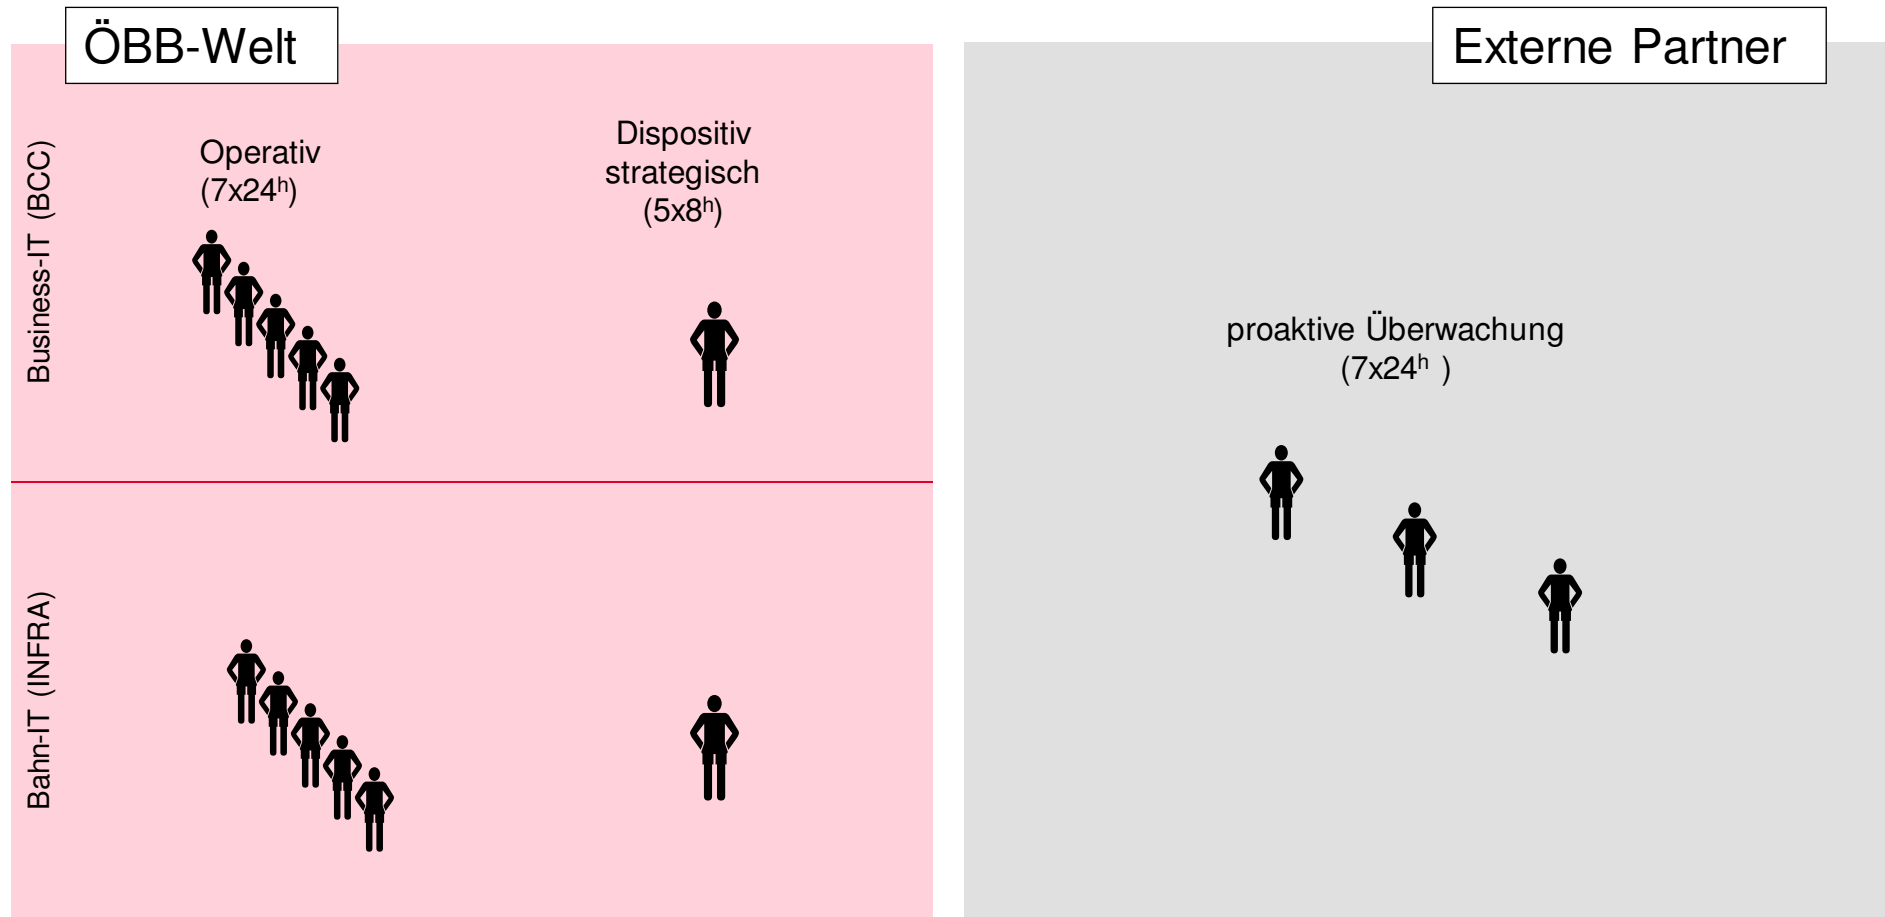 ÖBB-Welt
Externe Partner
Business-IT (BCC)
Operativ
(7x24ʰ)
Dispositiv
strategisch
(5x8ʰ)
proaktive Überwachung
(7x24ʰ )
Bahn-IT (INFRA)